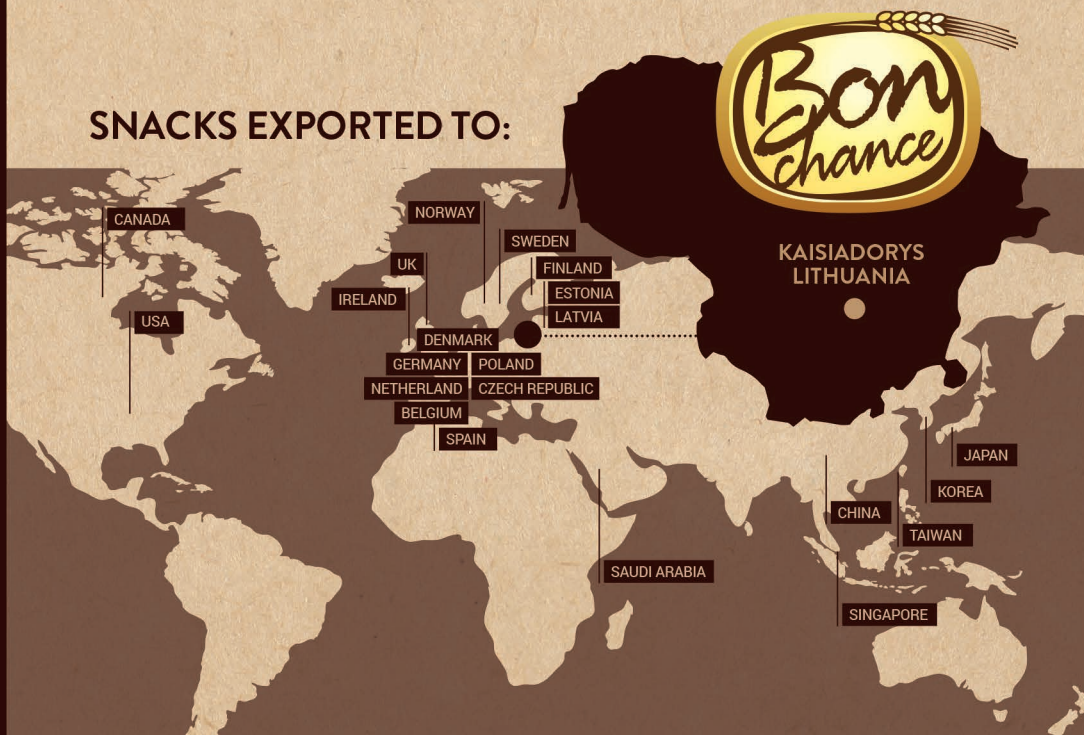 Bon
chance
SNACKS EXPORTED TO:
KAISIADORYS
LITHUANIA
CANADA
USA
NORWAY
SWEDEN
UK
FINLAND
IRELAND
ESTONIA
LATVIA
DENMARK
GERMANY
POLAND
NETHERLAND
CZECH REPUBLIC
BELGIUM
SPAIN
SAUDI ARABIA
JAPAN
KOREA
CHINA
TAIWAN
SINGAPORE